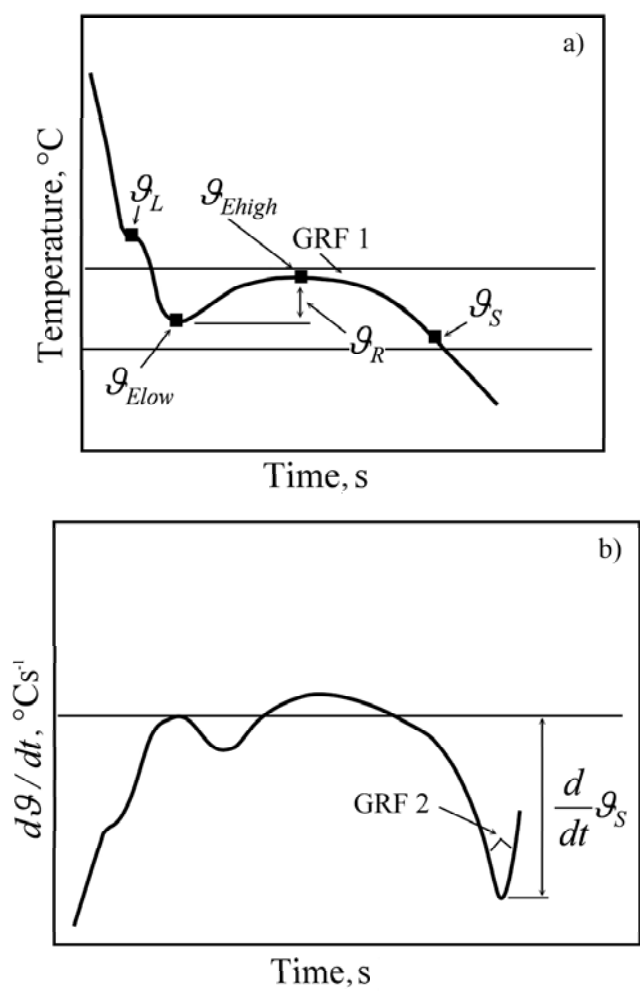 a)
Temperature, °C
ϑL
ϑEhigh
GRF 1
ϑS
ϑR
ϑElow
Time, s
b)
dϑ / dt, °Cs⁻¹
GRF 2
d/dt ϑS
Time, s